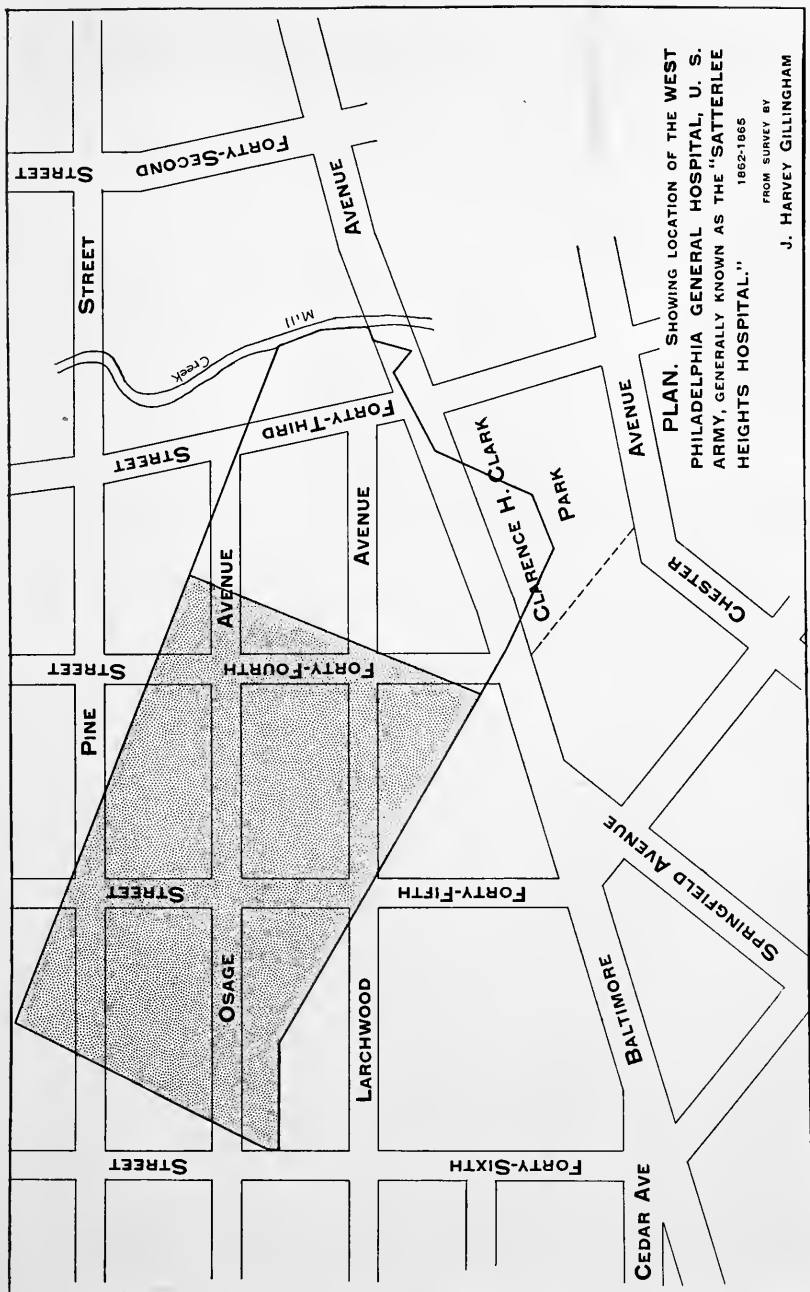 PLAN. SHOWING LOCATION OF THE WEST
PHILADELPHIA GENERAL HOSPITAL, U. S.
ARMY, GENERALLY KNOWN AS THE "SATTERLEE
HEIGHTS HOSPITAL." 1862-1865
FROM SURVEY BY
J. HARVEY GILLINGHAM
STREET
FORTY-SECOND
STREET
AVENUE
Mill
Creek
FORTY-THIRD
STREET
AVENUE
AVENUE
CLARENCE H. CLARK
PARK
AVENUE
CHESTER
STREET
FORTY-FOURTH
PINE
STREET
FORTY-FIFTH
SPRINGFIELD AVENUE
OSAGE
LARCHWOOD
BALTIMORE
STREET
FORTY-SIXTH
CEDAR AVE